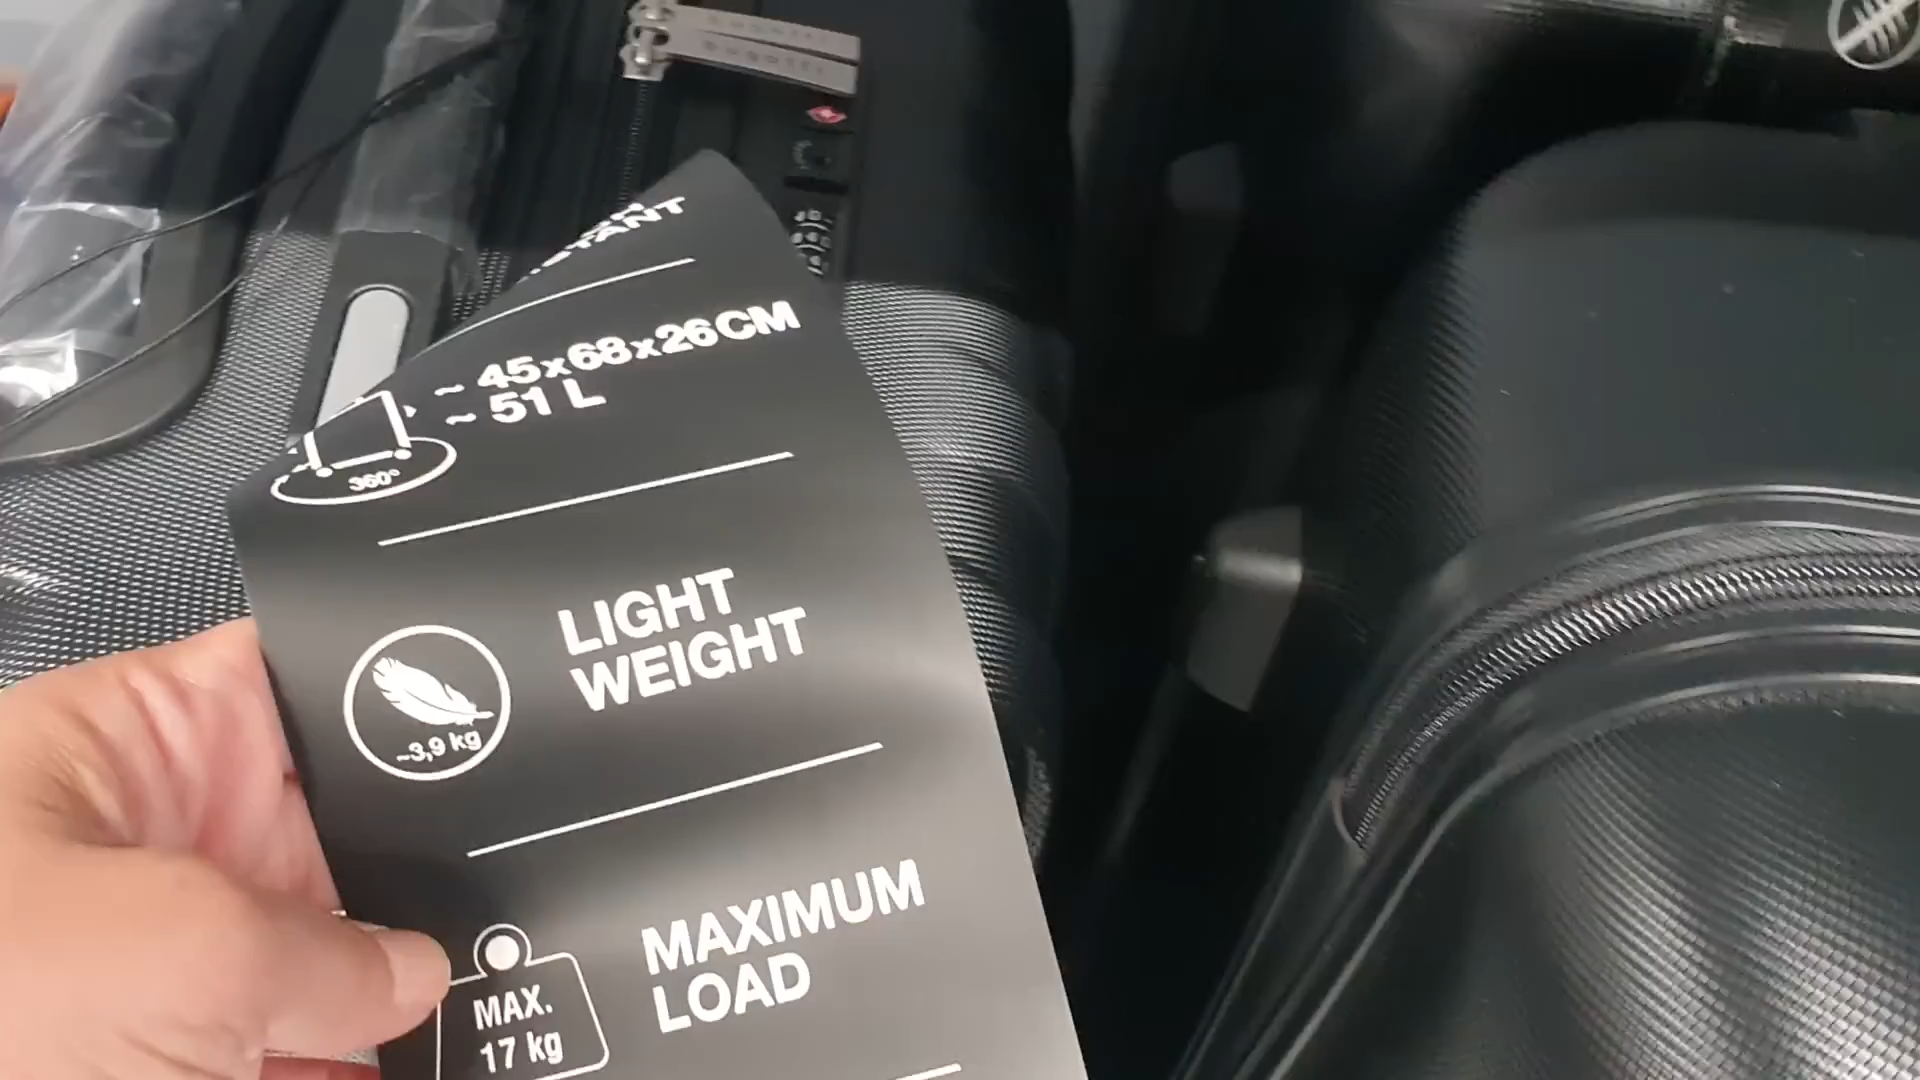 ~ 45x68x26CM
~ 51 L
360°
LIGHT
WEIGHT
~3,9 kg
MAXIMUM
LOAD
MAX.
17 kg